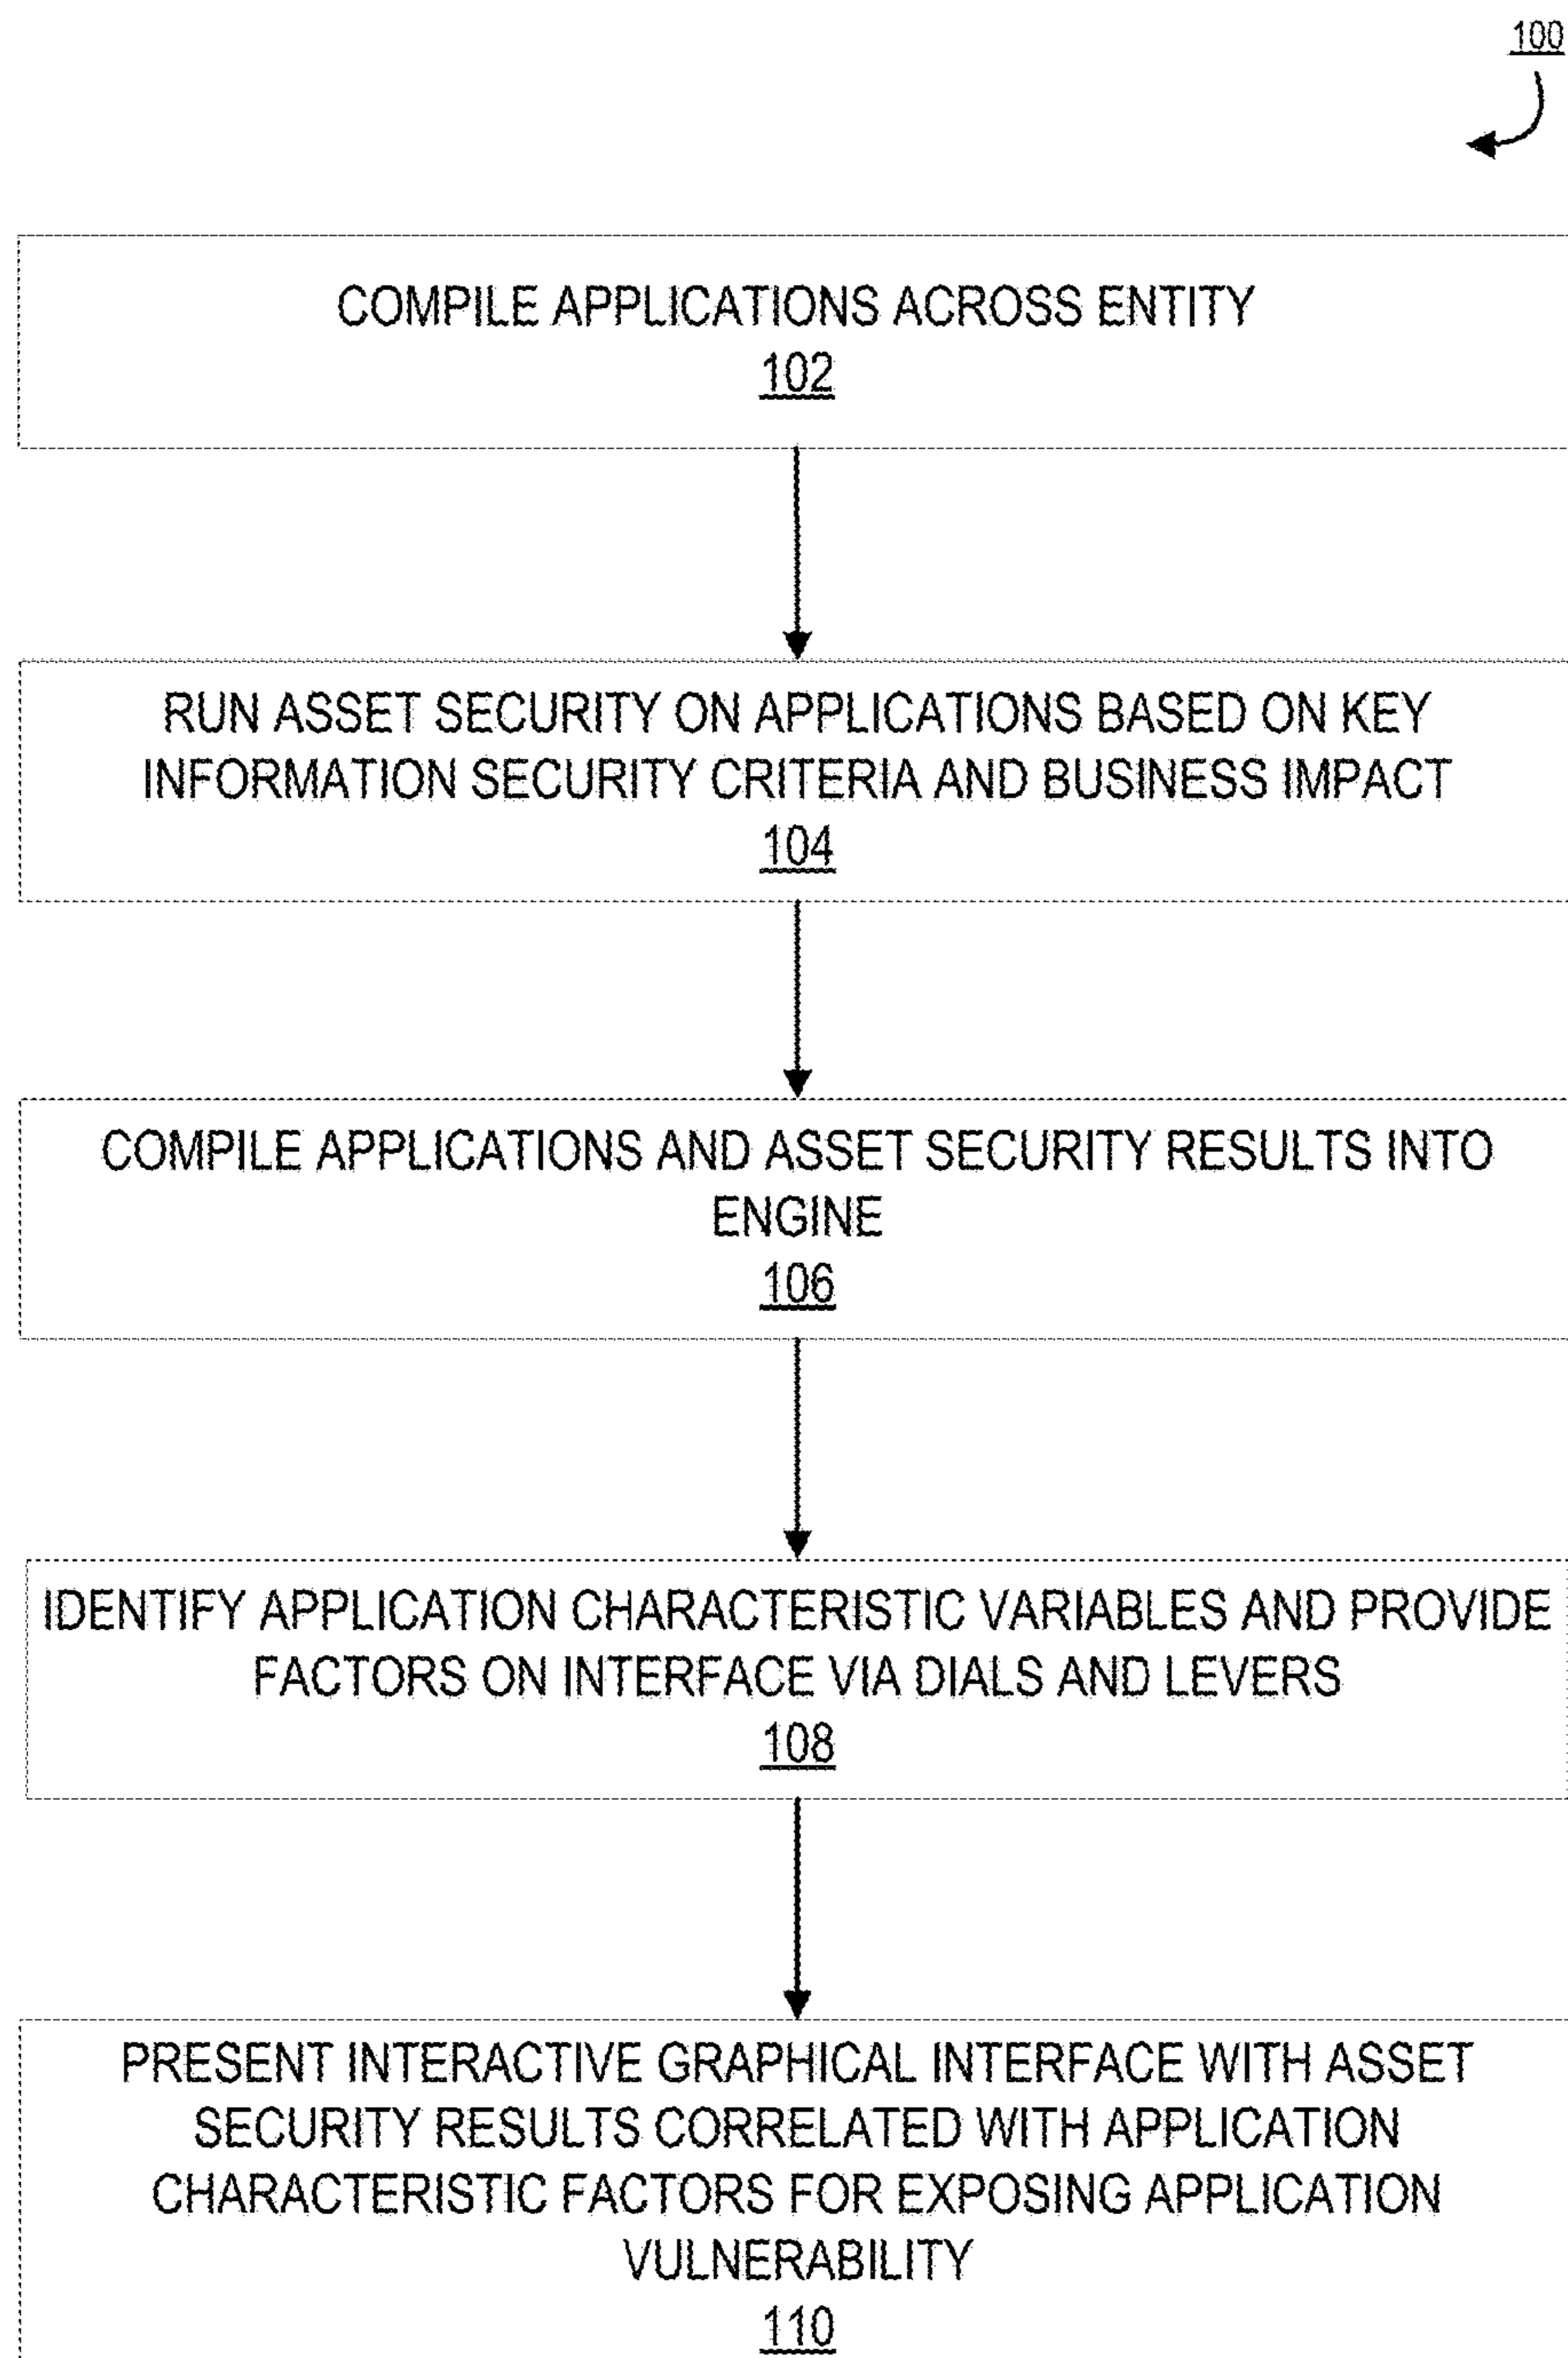 100
COMPILE APPLICATIONS ACROSS ENTITY
102
RUN ASSET SECURITY ON APPLICATIONS BASED ON KEY
INFORMATION SECURITY CRITERIA AND BUSINESS IMPACT
104
COMPILE APPLICATIONS AND ASSET SECURITY RESULTS INTO
ENGINE
106
IDENTIFY APPLICATION CHARACTERISTIC VARIABLES AND PROVIDE
FACTORS ON INTERFACE VIA DIALS AND LEVERS
108
PRESENT INTERACTIVE GRAPHICAL INTERFACE WITH ASSET
SECURITY RESULTS CORRELATED WITH APPLICATION
CHARACTERISTIC FACTORS FOR EXPOSING APPLICATION
VULNERABILITY
110